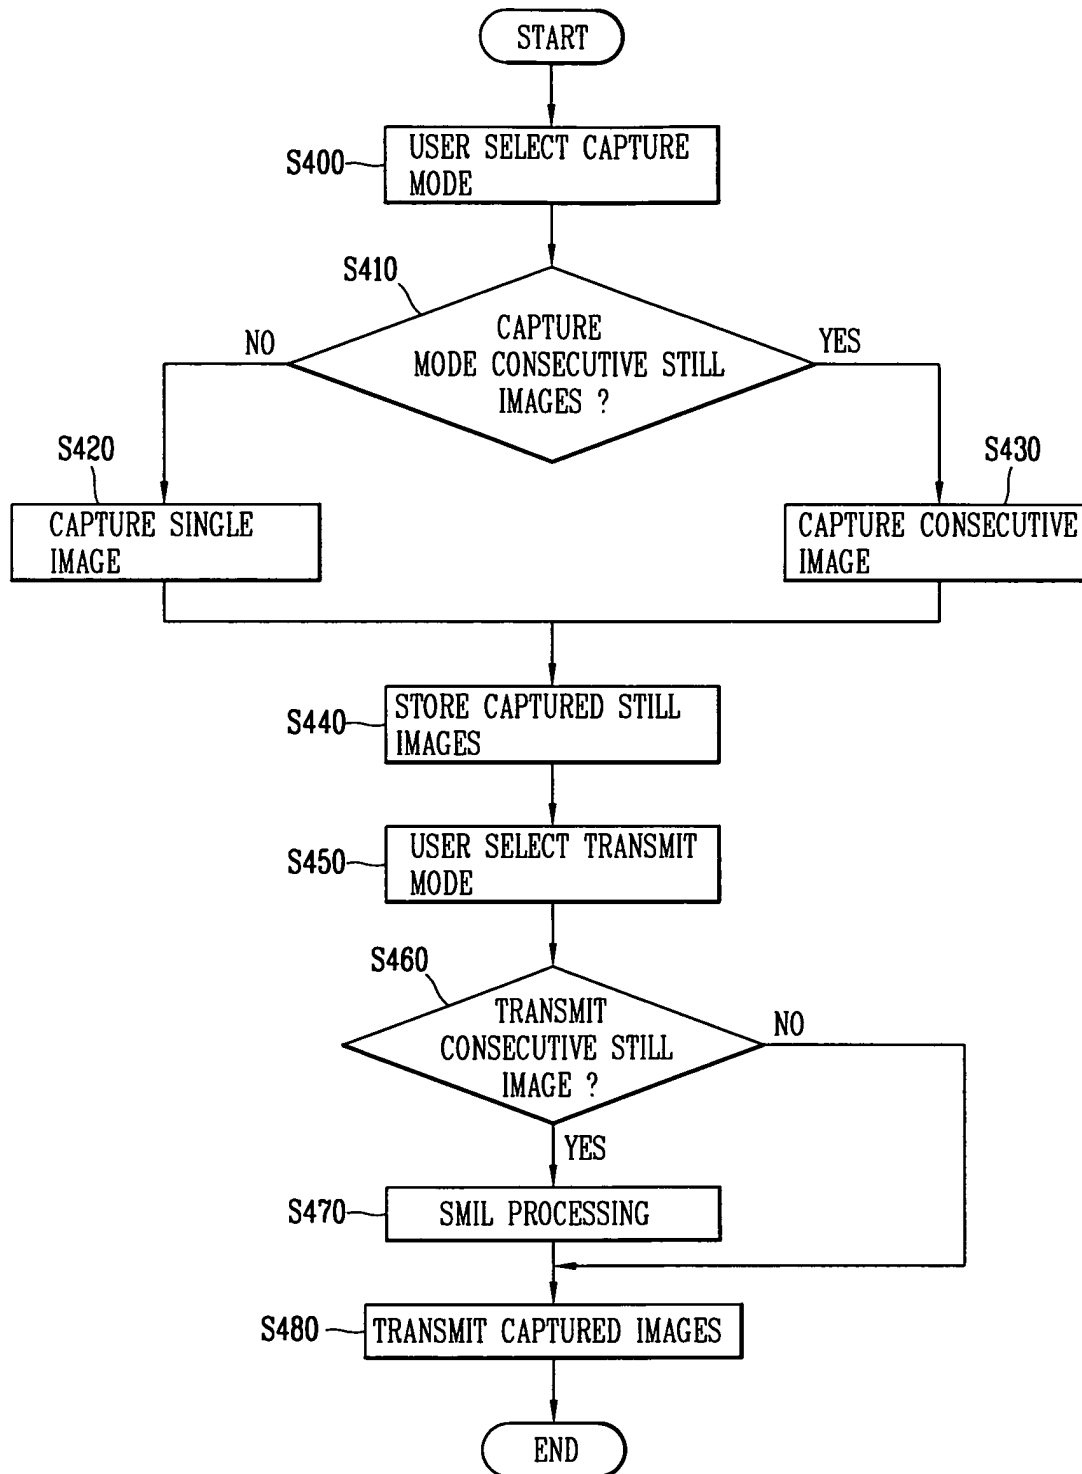 START
S400
USER SELECT CAPTURE
MODE
S410
CAPTURE
MODE CONSECUTIVE STILL
IMAGES ?
NO
YES
S420
CAPTURE SINGLE
IMAGE
S430
CAPTURE CONSECUTIVE
IMAGE
S440
STORE CAPTURED STILL
IMAGES
S450
USER SELECT TRANSMIT
MODE
S460
TRANSMIT
CONSECUTIVE STILL
IMAGE ?
NO
YES
S470
SMIL PROCESSING
S480
TRANSMIT CAPTURED IMAGES
END